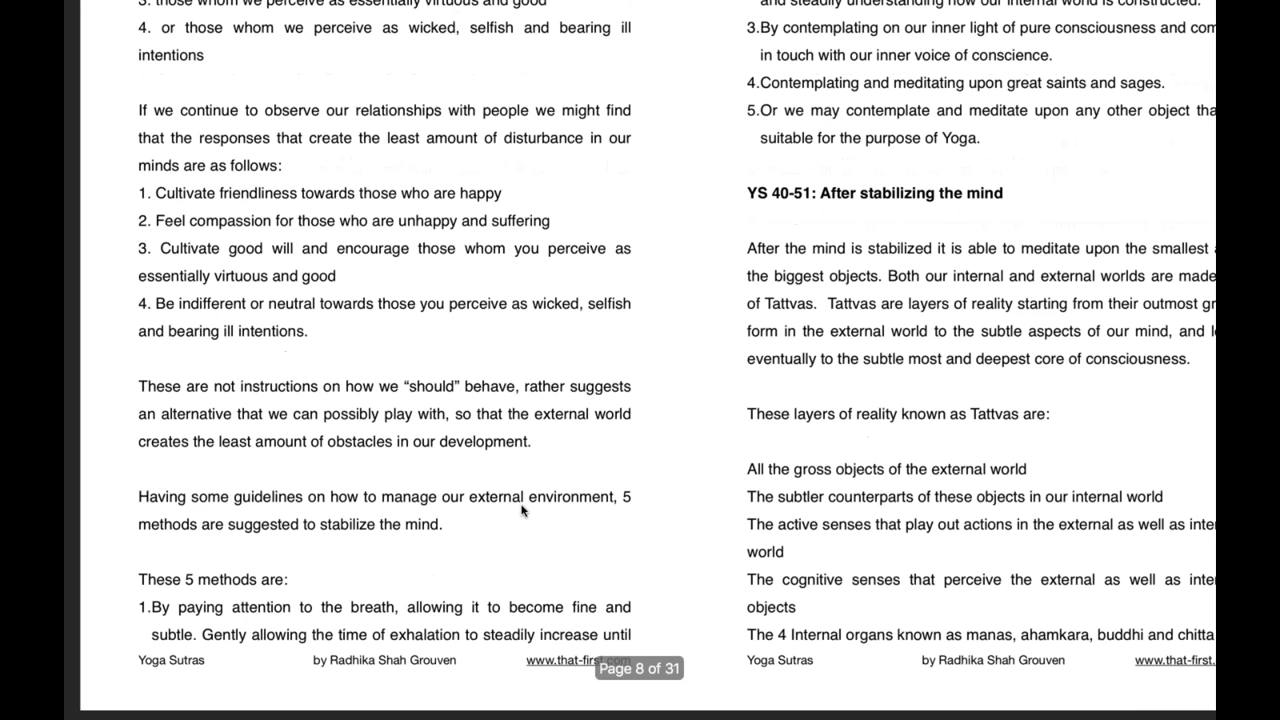 3. those whom we perceive as essentially virtuous and good
4. or those whom we perceive as wicked, selfish and bearing ill
intentions
If we continue to observe our relationships with people we might find
that the responses that create the least amount of disturbance in our
minds are as follows:
1. Cultivate friendliness towards those who are happy
2. Feel compassion for those who are unhappy and suffering
3. Cultivate good will and encourage those whom you perceive as
essentially virtuous and good
4. Be indifferent or neutral towards those you perceive as wicked, selfish
and bearing ill intentions.
These are not instructions on how we “should” behave, rather suggests
an alternative that we can possibly play with, so that the external world
creates the least amount of obstacles in our development.
Having some guidelines on how to manage our external environment, 5
methods are suggested to stabilize the mind.
These 5 methods are:
1.By paying attention to the breath, allowing it to become fine and
subtle. Gently allowing the time of exhalation to steadily increase until
Yoga Sutras by Radhika Shah Grouven www.that-firs
Page 8 of 31
and steadily understanding how our internal world is constructed.
3.By contemplating on our inner light of pure consciousness and com
in touch with our inner voice of conscience.
4.Contemplating and meditating upon great saints and sages.
5.Or we may contemplate and meditate upon any other object tha
suitable for the purpose of Yoga.
YS 40-51: After stabilizing the mind
After the mind is stabilized it is able to meditate upon the smallest
the biggest objects. Both our internal and external worlds are made
of Tattvas. Tattvas are layers of reality starting from their outmost gr
form in the external world to the subtle aspects of our mind, and
eventually to the subtle most and deepest core of consciousness.
These layers of reality known as Tattvas are:
All the gross objects of the external world
The subtler counterparts of these objects in our internal world
The active senses that play out actions in the external as well as inte
world
The cognitive senses that perceive the external as well as inte
objects
The 4 Internal organs known as manas, ahamkara, buddhi and chitta
Yoga Sutras by Radhika Shah Grouven www.that-first.